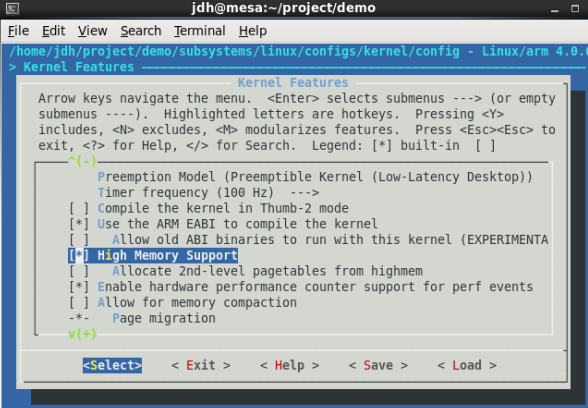 jdh@mesa:~/project/demo
File Edit View Search Terminal Help
/home/jdh/project/demo/subsystems/linux/configs/kernel/config - Linux/arm 4.0.
> Kernel Features
Kernel Features
Arrow keys navigate the menu. <Enter> selects submenus ---> (or empty
submenus ----). Highlighted letters are hotkeys. Pressing <Y>
includes, <N> excludes, <M> modularizes features. Press <Esc><Esc> to
exit, <?> for Help, </> for Search. Legend: [*] built-in [ ]
^(-)
Preemption Model (Preemptible Kernel (Low-Latency Desktop))
Timer frequency (100 Hz) --->
[ ] Compile the kernel in Thumb-2 mode
[*] Use the ARM EABI to compile the kernel
[ ] Allow old ABI binaries to run with this kernel (EXPERIMENTA
[*] High Memory Support
[ ] Allocate 2nd-level pagetables from highmem
[*] Enable hardware performance counter support for perf events
[ ] Allow for memory compaction
-*- Page migration
v(+)
<Select> < Exit > < Help > < Save > < Load >